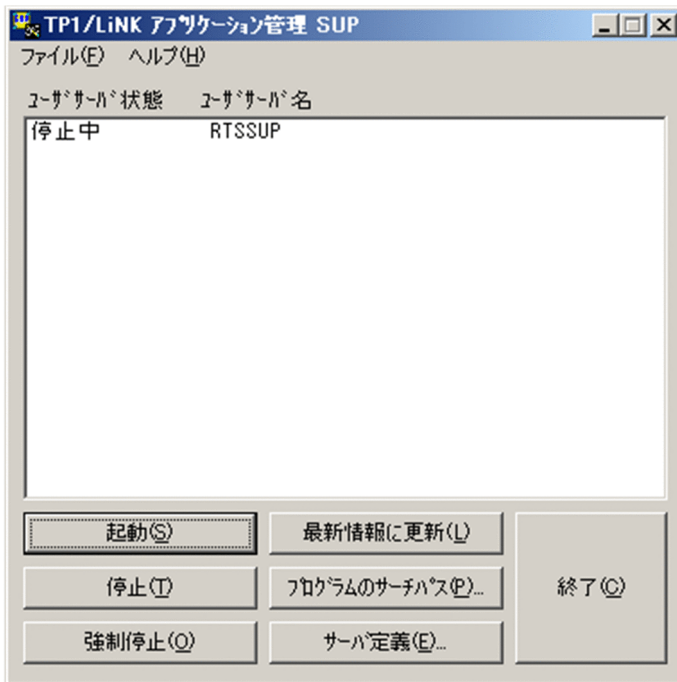 TP1/LiNK ｱﾌﾟﾘｹｰｼｮﾝ管理 SUP
ファイル(F) ヘルプ(H)
ﾕｰｻﾞｻｰﾊﾞ状態 ﾕｰｻﾞｻｰﾊﾞ名
停止中 RTSSUP
起動(S) 最新情報に更新(L)
停止(T) ﾌﾟﾛｸﾞﾗﾑのサーチﾊﾟｽ(P)... 終了(C)
強制停止(O) サーバ定義(E)...